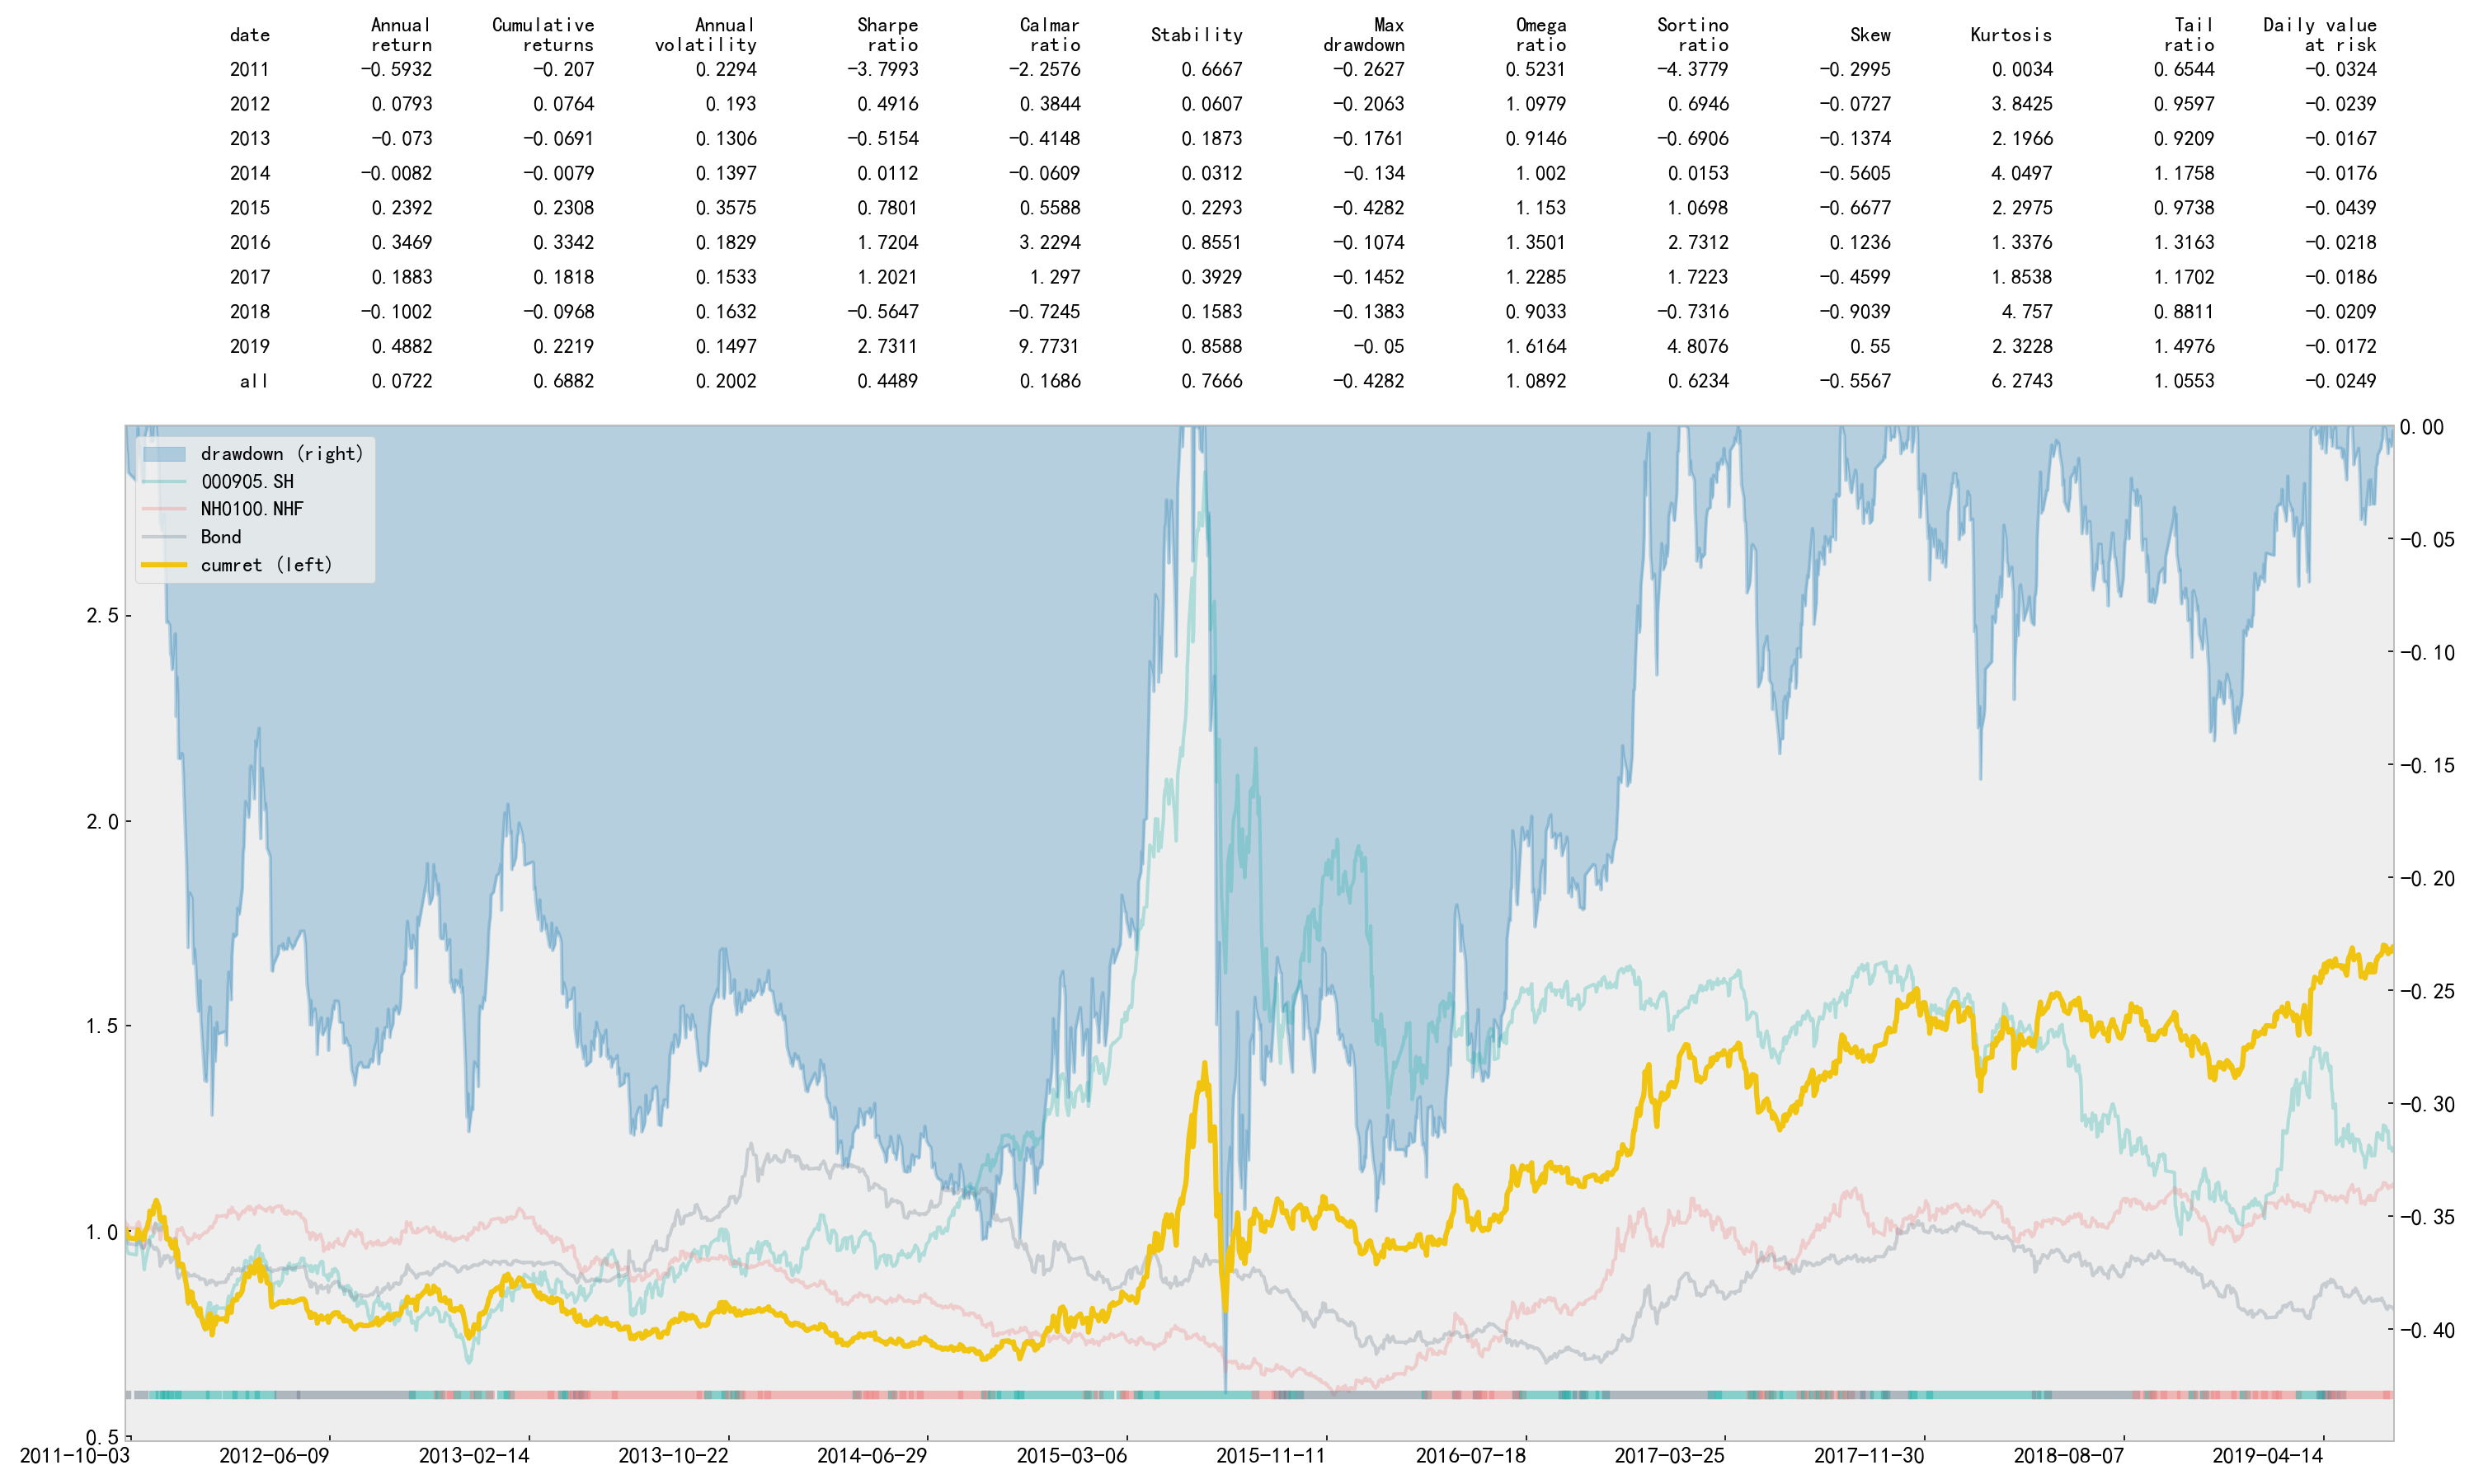 date Annual return Cumulative returns Annual volatility Sharpe ratio Calmar ratio Stability Max drawdown Omega ratio Sortino ratio Skew Kurtosis Tail ratio Daily value at risk
2011 -0.5932 -0.207 0.2294 -3.7993 -2.2576 0.6667 -0.2627 0.5231 -4.3779 -0.2995 0.0034 0.6544 -0.0324
2012 0.0793 0.0764 0.193 0.4916 0.3844 0.0607 -0.2063 1.0979 0.6946 -0.0727 3.8425 0.9597 -0.0239
2013 -0.073 -0.0691 0.1306 -0.5154 -0.4148 0.1873 -0.1761 0.9146 -0.6906 -0.1374 2.1966 0.9209 -0.0167
2014 -0.0082 -0.0079 0.1397 0.0112 -0.0609 0.0312 -0.134 1.002 0.0153 -0.5605 4.0497 1.1758 -0.0176
2015 0.2392 0.2308 0.3575 0.7801 0.5588 0.2293 -0.4282 1.153 1.0698 -0.6677 2.2975 0.9738 -0.0439
2016 0.3469 0.3342 0.1829 1.7204 3.2294 0.8551 -0.1074 1.3501 2.7312 0.1236 1.3376 1.3163 -0.0218
2017 0.1883 0.1818 0.1533 1.2021 1.297 0.3929 -0.1452 1.2285 1.7223 -0.4599 1.8538 1.1702 -0.0186
2018 -0.1002 -0.0968 0.1632 -0.5647 -0.7245 0.1583 -0.1383 0.9033 -0.7316 -0.9039 4.757 0.8811 -0.0209
2019 0.4882 0.2219 0.1497 2.7311 9.7731 0.8588 -0.05 1.6164 4.8076 0.55 2.3228 1.4976 -0.0172
all 0.0722 0.6882 0.2002 0.4489 0.1686 0.7666 -0.4282 1.0892 0.6234 -0.5567 6.2743 1.0553 -0.0249
drawdown (right)
000905.SH
NH0100.NHF
Bond
cumret (left)
2.5
2.0
1.5
1.0
0.5
0.00
-0.05
-0.10
-0.15
-0.20
-0.25
-0.30
-0.35
-0.40
2011-10-03 2012-06-09 2013-02-14 2013-10-22 2014-06-29 2015-03-06 2015-11-11 2016-07-18 2017-03-25 2017-11-30 2018-08-07 2019-04-14